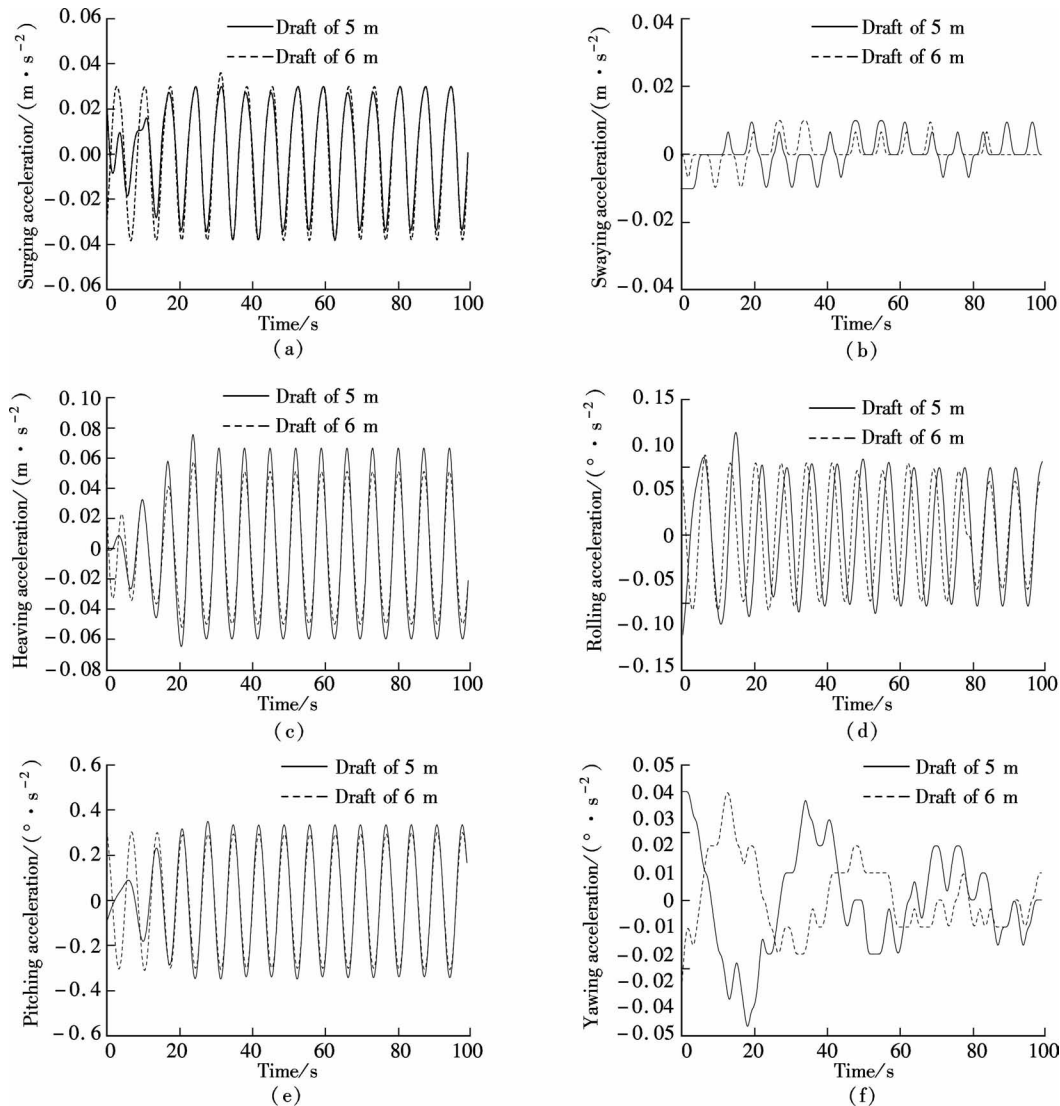 0.06
0.04
0.02
0.00
-0.02
-0.04
-0.06
Surging acceleration/(m·s⁻²)
Draft of 5 m
Draft of 6 m
0 20 40 60 80 100
Time/s
(a)
0.04
0.02
0
-0.02
-0.04
Swaying acceleration/(m·s⁻²)
Draft of 5 m
Draft of 6 m
0 20 40 60 80 100
Time/s
(b)
0.10
0.08
0.06
0.04
0.02
0
-0.02
-0.04
-0.06
-0.08
Heaving acceleration/(m·s⁻²)
Draft of 5 m
Draft of 6 m
0 20 40 60 80 100
Time/s
(c)
0.15
0.10
0.05
0
-0.05
-0.10
-0.15
Rolling acceleration/(°·s⁻²)
Draft of 5 m
Draft of 6 m
0 20 40 60 80 100
Time/s
(d)
0.6
0.4
0.2
0
-0.2
-0.4
-0.6
Pitching acceleration/(°·s⁻²)
Draft of 5 m
Draft of 6 m
0 20 40 60 80 100
Time/s
(e)
0.05
0.04
0.02
0.01
0
-0.01
-0.02
-0.04
-0.05
Yawing acceleration/(°·s⁻²)
Draft of 5 m
Draft of 6 m
0 20 40 60 80 100
Time/s
(f)